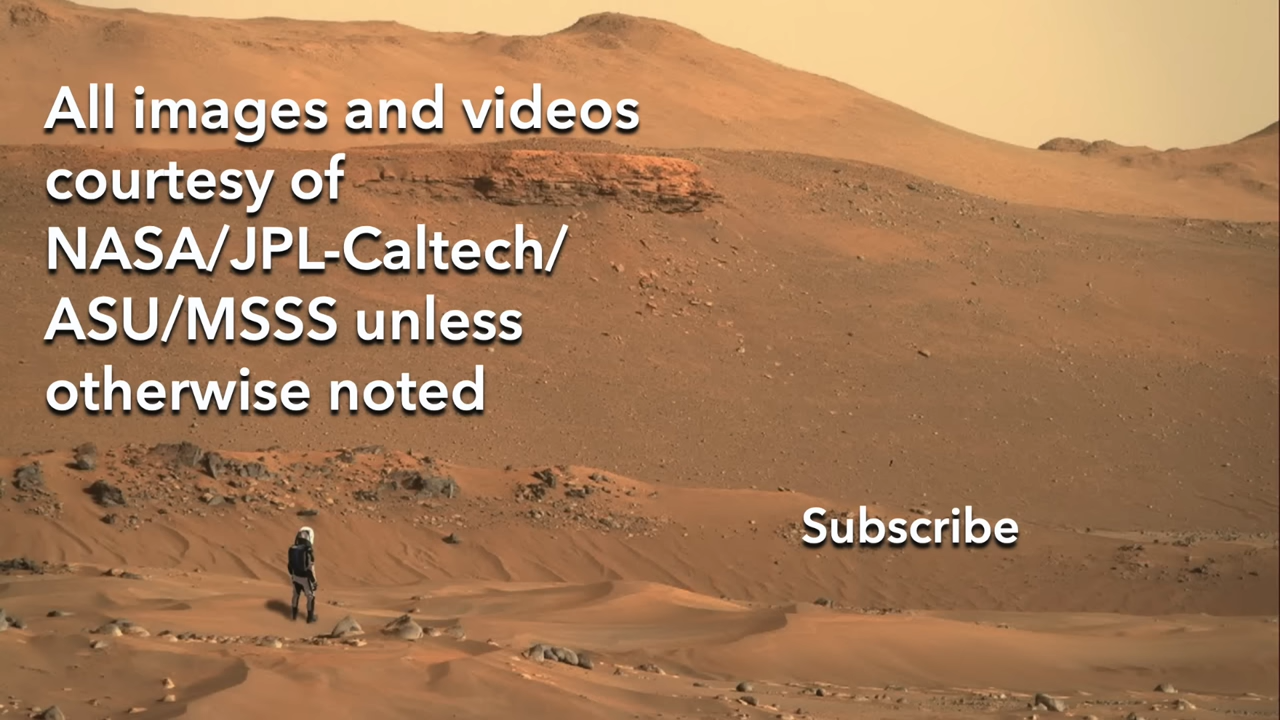 All images and videos
courtesy of
NASA/JPL-Caltech/
ASU/MSSS unless
otherwise noted
Subscribe